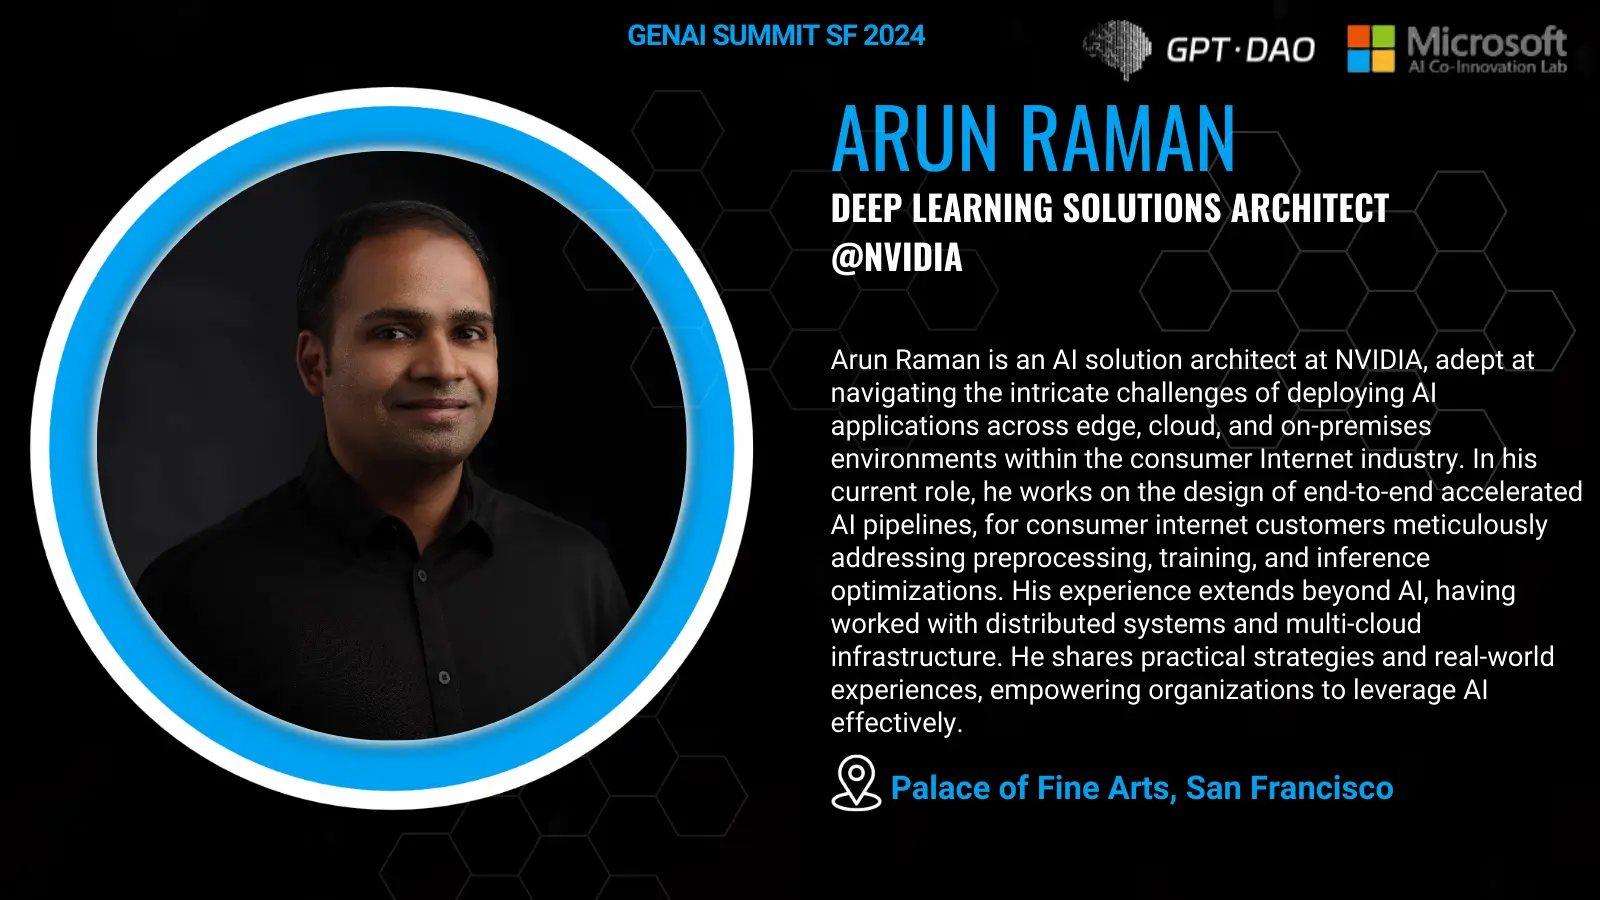 GENAI SUMMIT SF 2024
GPT·DAO
Microsoft
AI Co-Innovation Lab
ARUN RAMAN
DEEP LEARNING SOLUTIONS ARCHITECT
@NVIDIA
Arun Raman is an AI solution architect at NVIDIA, adept at
navigating the intricate challenges of deploying AI
applications across edge, cloud, and on-premises
environments within the consumer Internet industry. In his
current role, he works on the design of end-to-end accelerated
AI pipelines, for consumer internet customers meticulously
addressing preprocessing, training, and inference
optimizations. His experience extends beyond AI, having
worked with distributed systems and multi-cloud
infrastructure. He shares practical strategies and real-world
experiences, empowering organizations to leverage AI
effectively.
Palace of Fine Arts, San Francisco